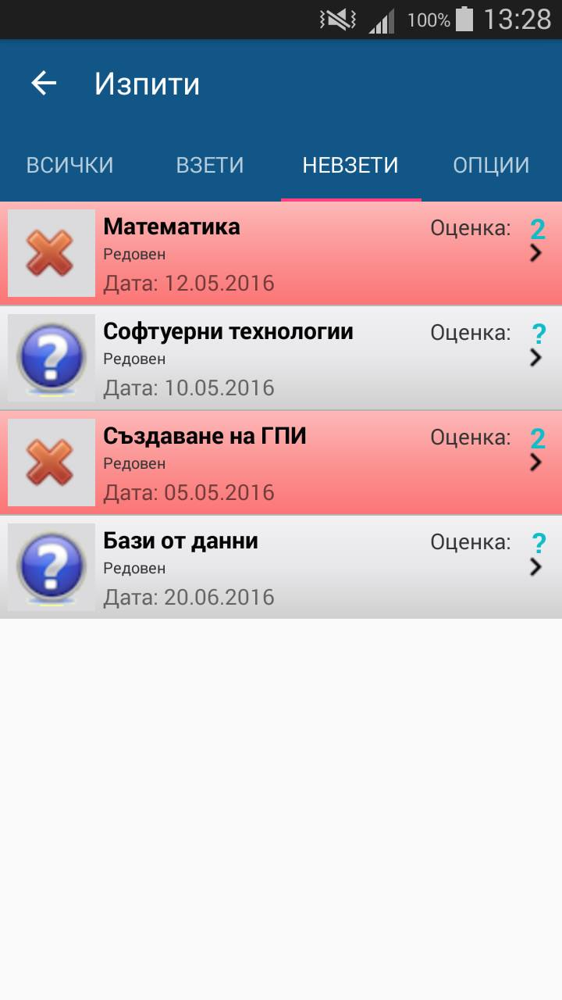 100% 13:28
Изпити
ВСИЧКИ ВЗЕТИ НЕВЗЕТИ ОПЦИИ
Математика Оценка: 2
Редовен
Дата: 12.05.2016
Софтуерни технологии Оценка: ?
Редовен
Дата: 10.05.2016
Създаване на ГПИ Оценка: 2
Редовен
Дата: 05.05.2016
Бази от данни Оценка: ?
Редовен
Дата: 20.06.2016